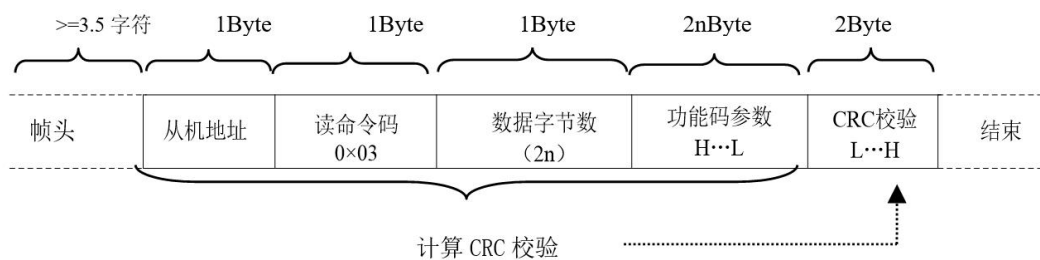 >=3.5 字符 1Byte 1Byte 1Byte 2nByte 2Byte
帧头 从机地址 读命令码 数据字节数 功能码参数 CRC校验 结束
0×03 （2n） H⋯L L⋯H
计算 CRC 校验